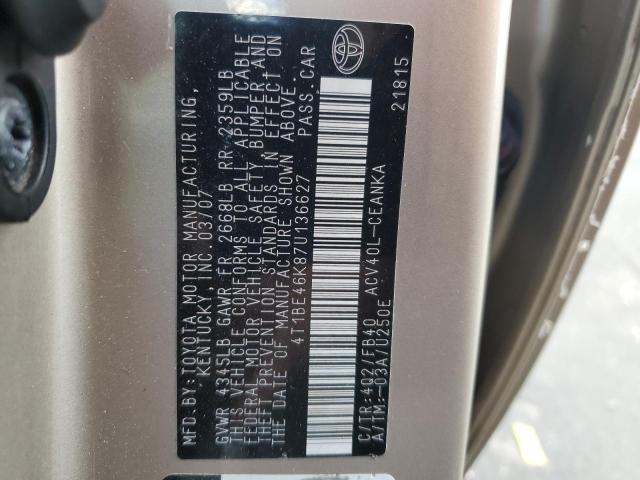 MFD.BY: TOYOTA MOTOR MANUFACTURING,
KENTUCKY, INC. 03/07
GVWR 4345LB GAWR FR 2668LB RR 2359LB
THIS VEHICLE CONFORMS TO ALL APPLICABLE
FEDERAL MOTOR VEHICLE SAFETY BUMPER, AND
THEFT PREVENTION STANDARDS IN EFFECT ON
THE DATE OF MANUFACTURE SHOWN ABOVE.
4T1BE46K87U136627 PASS.CAR
C/TR:4Q2/FB40 ACV40L-CEANKA
A/TM:-03A/U250E 21815